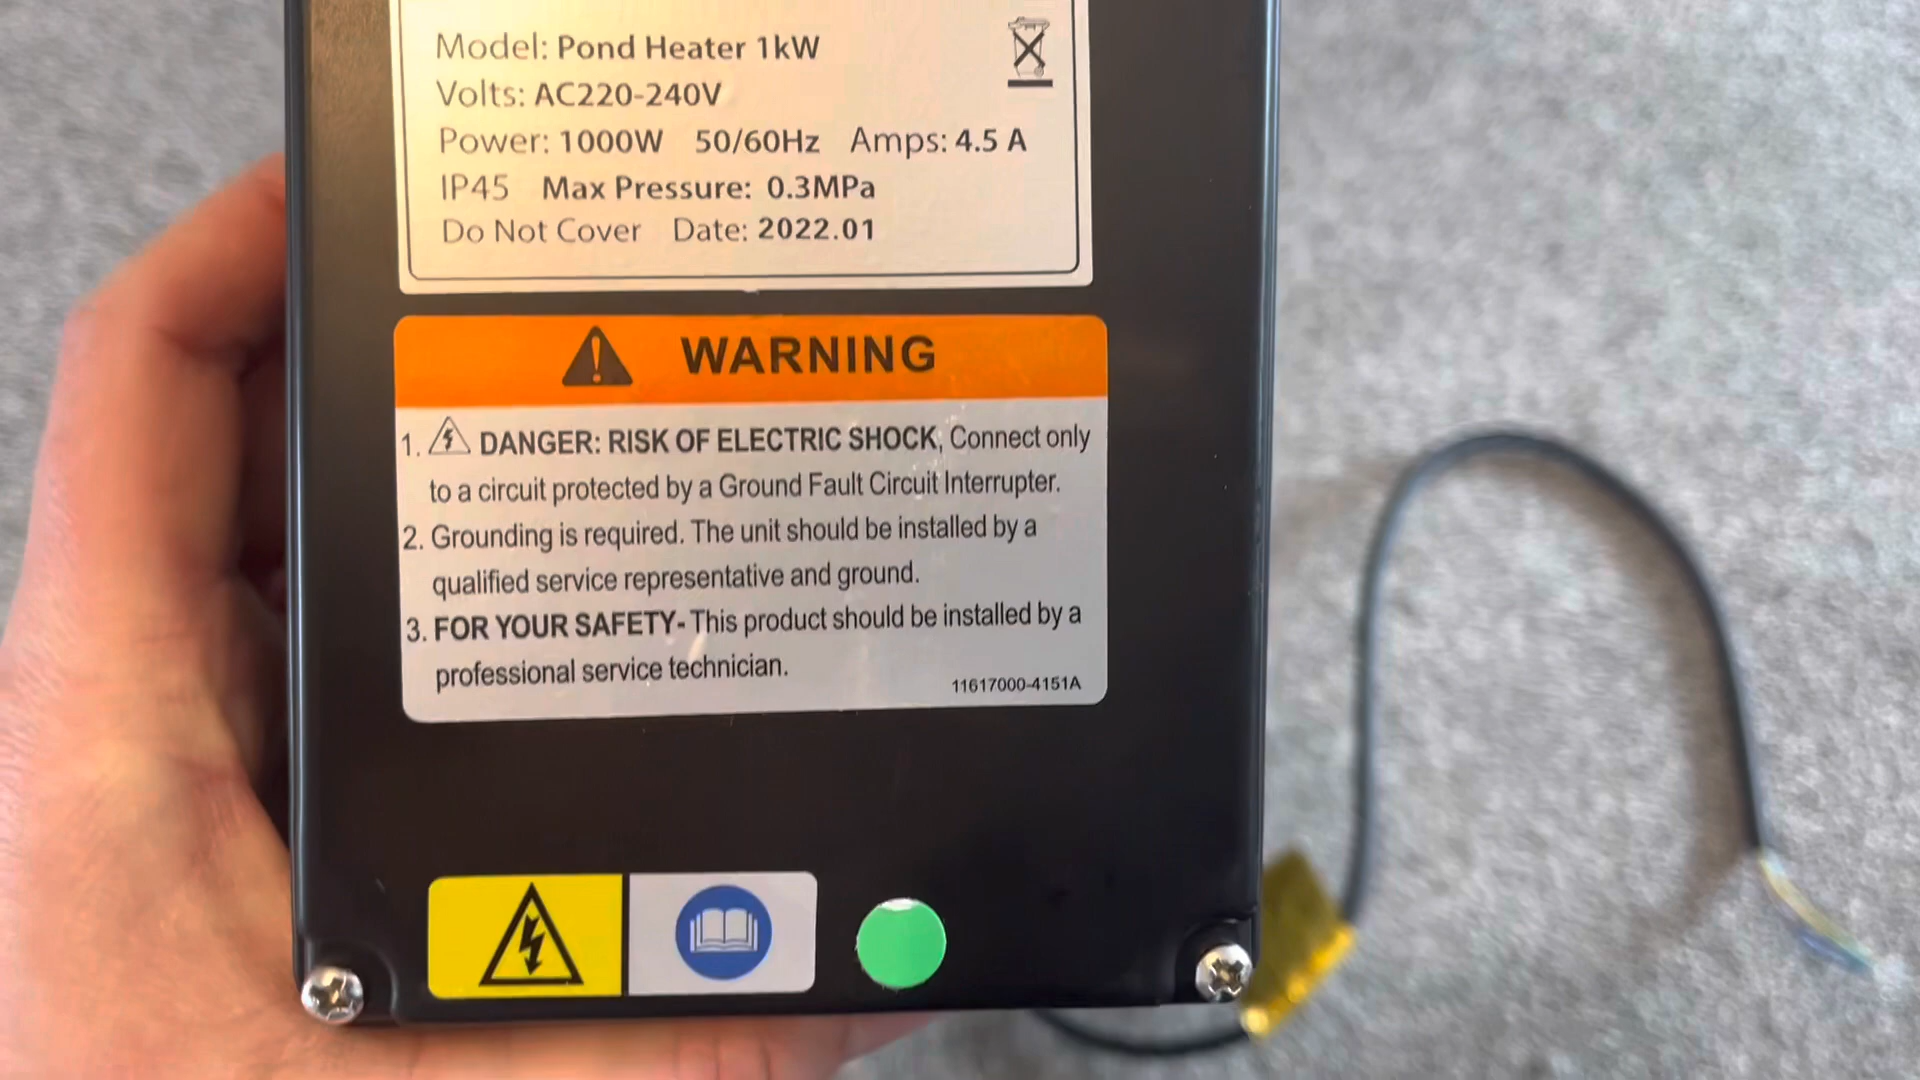 Model: Pond Heater 1kW
Volts: AC220-240V
Power: 1000W 50/60Hz Amps: 4.5 A
IP45 Max Pressure: 0.3MPa
Do Not Cover Date: 2022.01
WARNING
1. DANGER: RISK OF ELECTRIC SHOCK, Connect only
to a circuit protected by a Ground Fault Circuit Interrupter.
2. Grounding is required. The unit should be installed by a
qualified service representative and ground.
3. FOR YOUR SAFETY- This product should be installed by a
professional service technician.
11617000-4151A